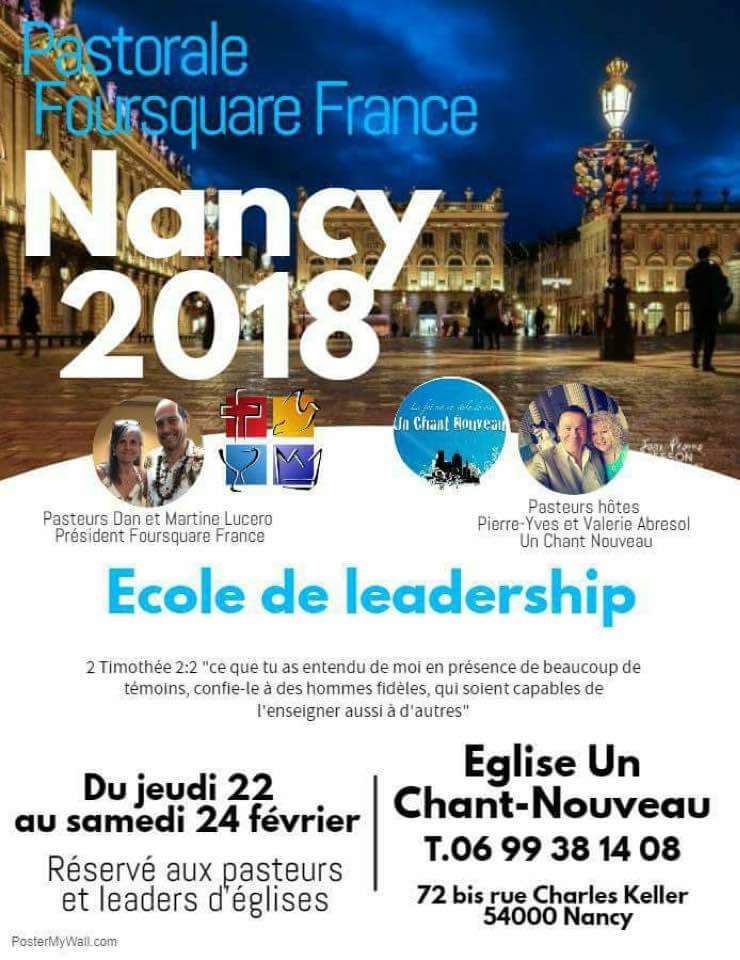 Pastorale
Foursquare France
Nancy
2018
Un Chant Nouveau
Pasteurs Dan et Martine Lucero
Président Foursquare France
Pasteurs hôtes
Pierre-Yves et Valerie Abresol
Un Chant Nouveau
Ecole de leadership
2 Timothée 2:2 "ce que tu as entendu de moi en présence de beaucoup de
témoins, confie-le à des hommes fidèles, qui soient capables de
l'enseigner aussi à d'autres"
Du jeudi 22
au samedi 24 février
Réservé aux pasteurs
et leaders d'églises
Eglise Un
Chant-Nouveau
T.06 99 38 14 08
72 bis rue Charles Keller
54000 Nancy
PosterMyWall.com